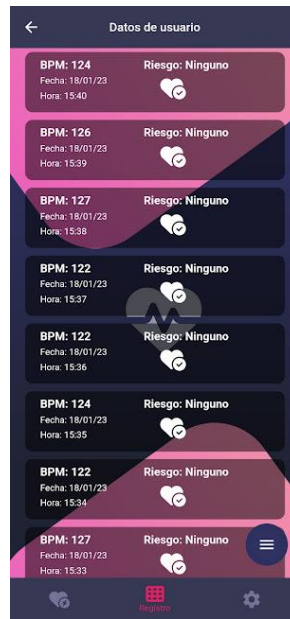 Datos de usuario
BPM: 124 Riesgo: Ninguno
Fecha: 18/01/23
Hora: 15:40
BPM: 126 Riesgo: Ninguno
Fecha: 18/01/23
Hora: 15:39
BPM: 127 Riesgo: Ninguno
Fecha: 18/01/23
Hora: 15:38
BPM: 122 Riesgo: Ninguno
Fecha: 18/01/23
Hora: 15:37
BPM: 122 Riesgo: Ninguno
Fecha: 18/01/23
Hora: 15:36
BPM: 124 Riesgo: Ninguno
Fecha: 18/01/23
Hora: 15:35
BPM: 122 Riesgo: Ninguno
Fecha: 18/01/23
Hora: 15:34
BPM: 127 Riesgo: Ninguno
Fecha: 18/01/23
Hora: 15:33
Registro